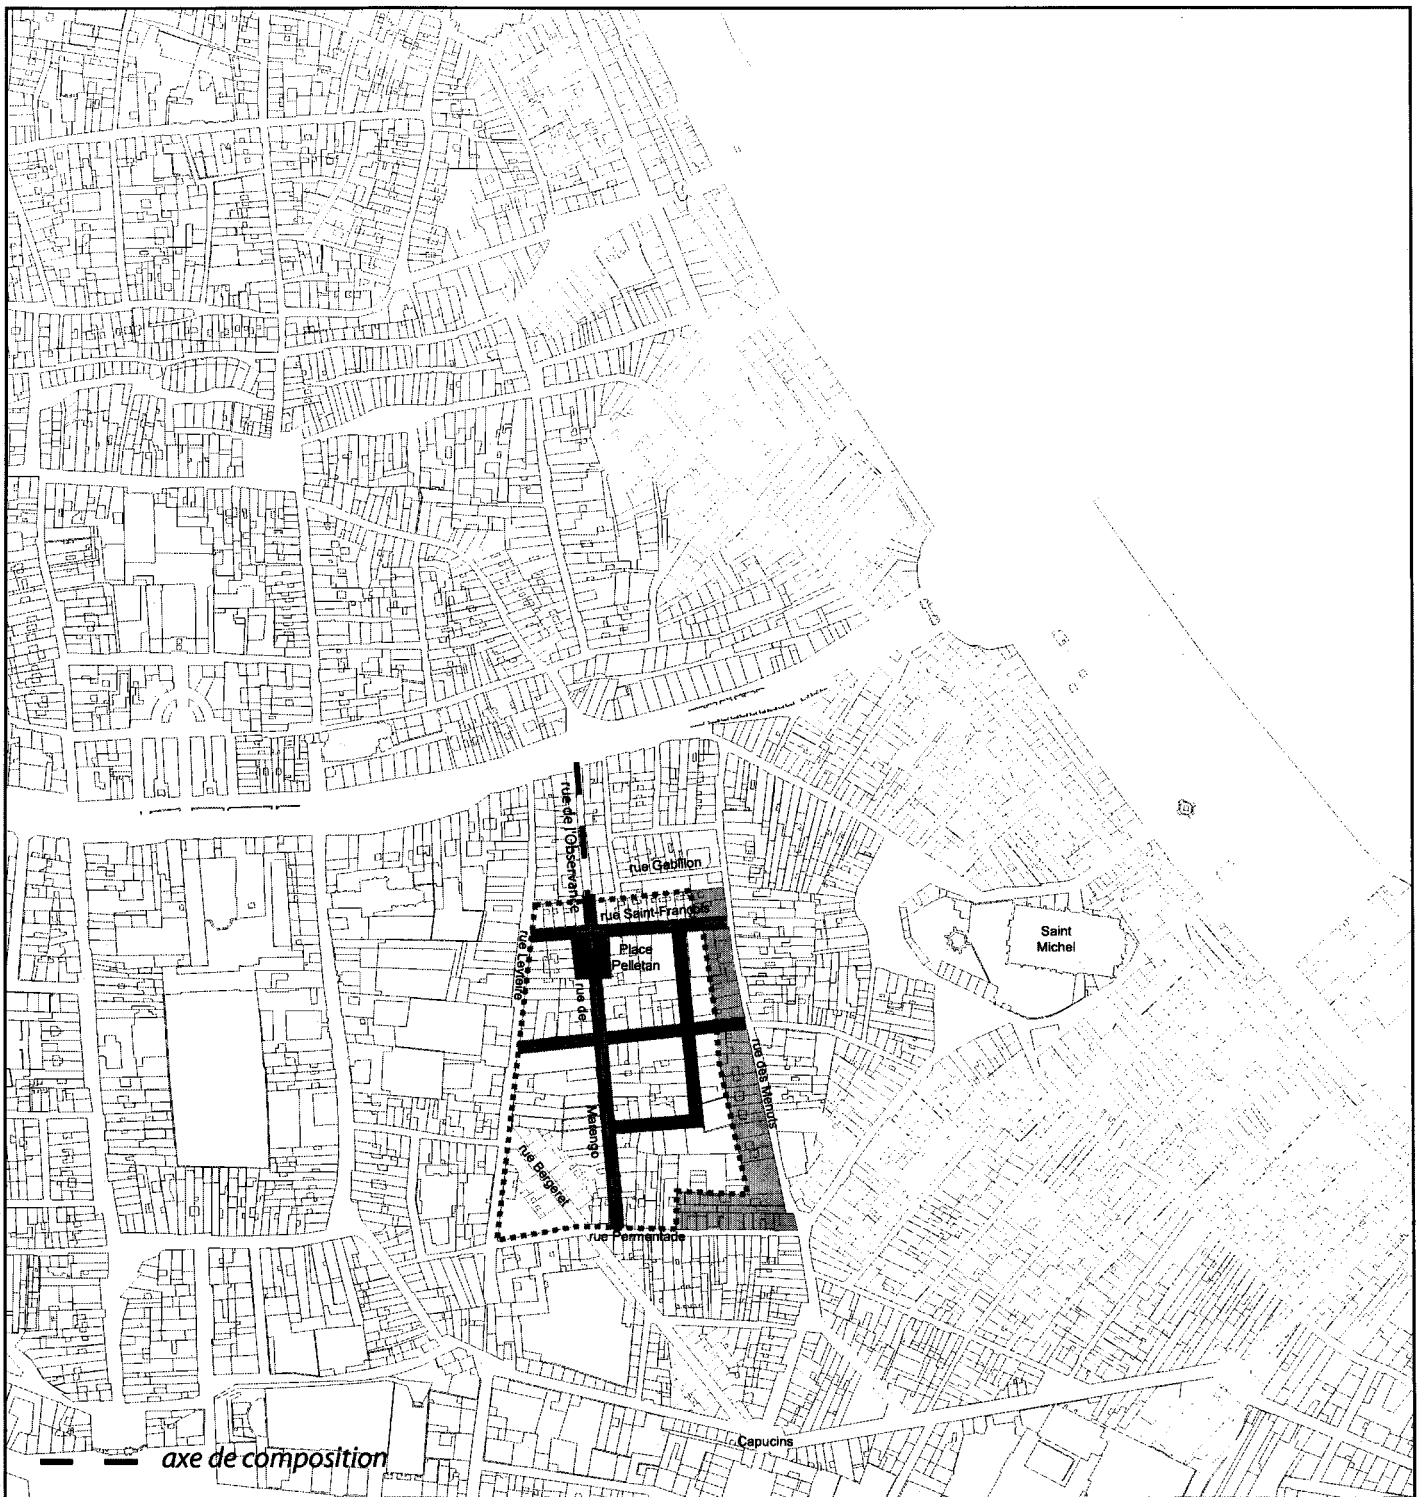 rue de l'Observance
rue Gabillon
rue Saint-François
Saint
Michel
rue Leyteire
Place
Pelletan
rue de
rue des Menuts
Marengo
rue Bergeret
rue Permentade
Capucins
axe de composition